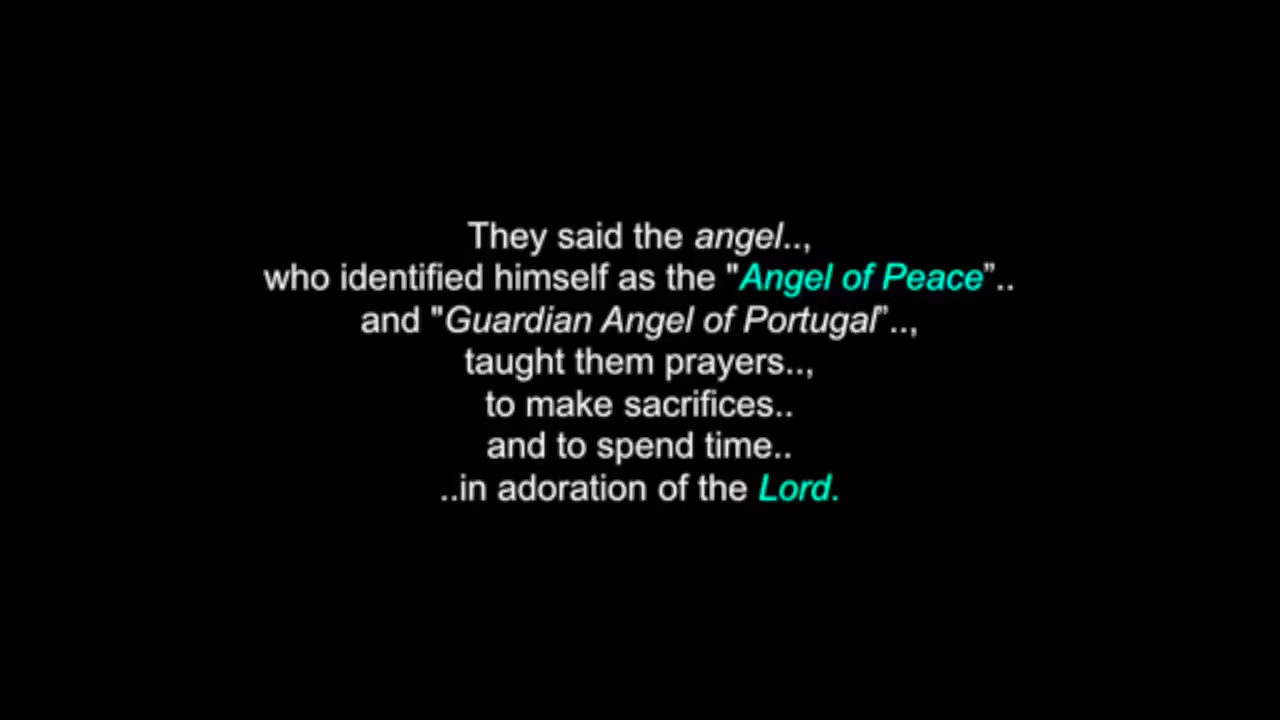 They said the angel..,
who identified himself as the "Angel of Peace”..
and "Guardian Angel of Portugal”..,
taught them prayers..,
to make sacrifices..
and to spend time..
..in adoration of the Lord.